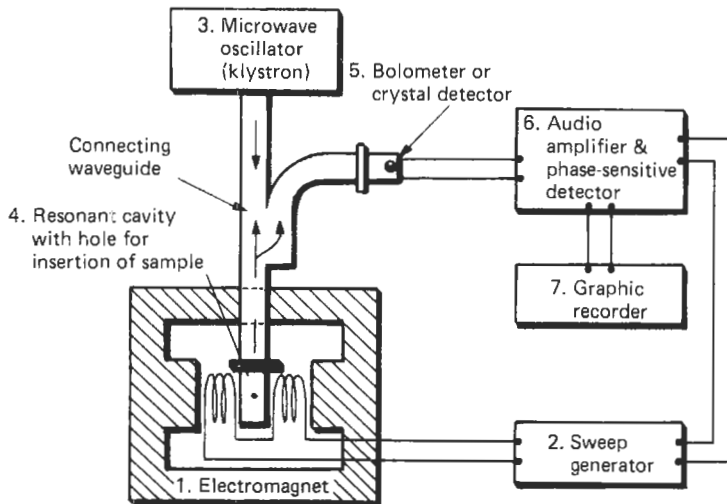 3. Microwave
oscillator
(klystron)
5. Bolometer or
crystal detector
6. Audio
amplifier &
phase-sensitive
detector
Connecting
waveguide
4. Resonant cavity
with hole for
insertion of sample
7. Graphic
recorder
2. Sweep
generator
1. Electromagnet